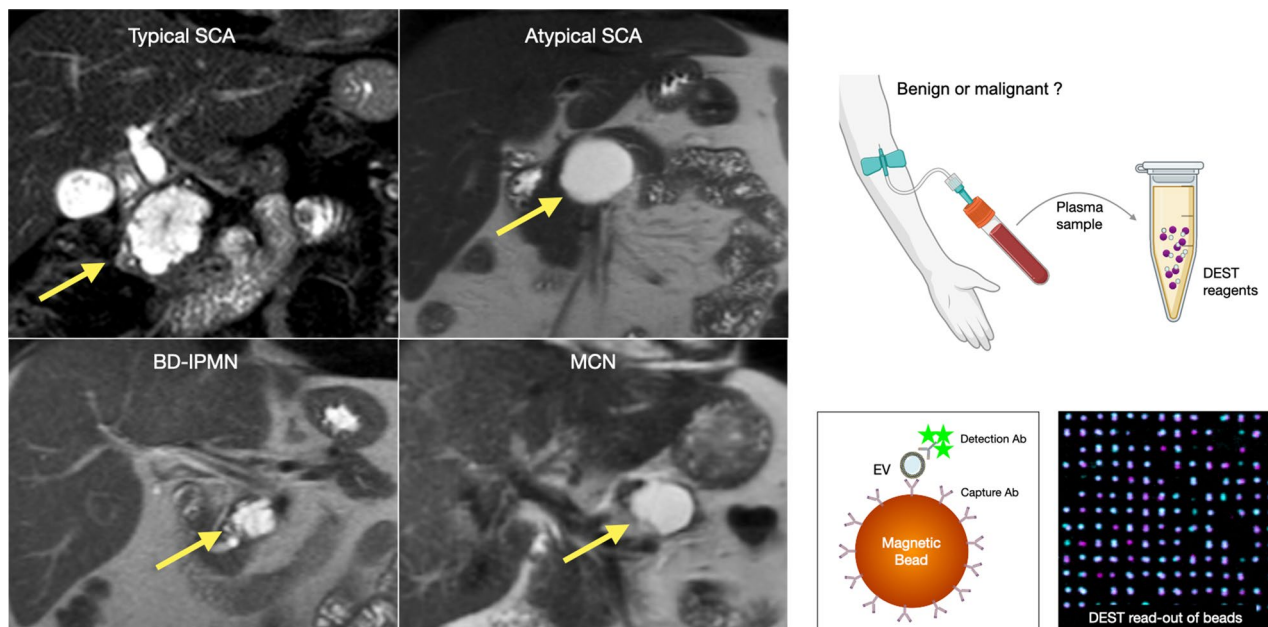 Typical SCA
Atypical SCA
BD-IPMN
MCN
Benign or malignant ?
Plasma
sample
DEST
reagents
Detection Ab
EV
Capture Ab
Magnetic
Bead
DEST read-out of beads